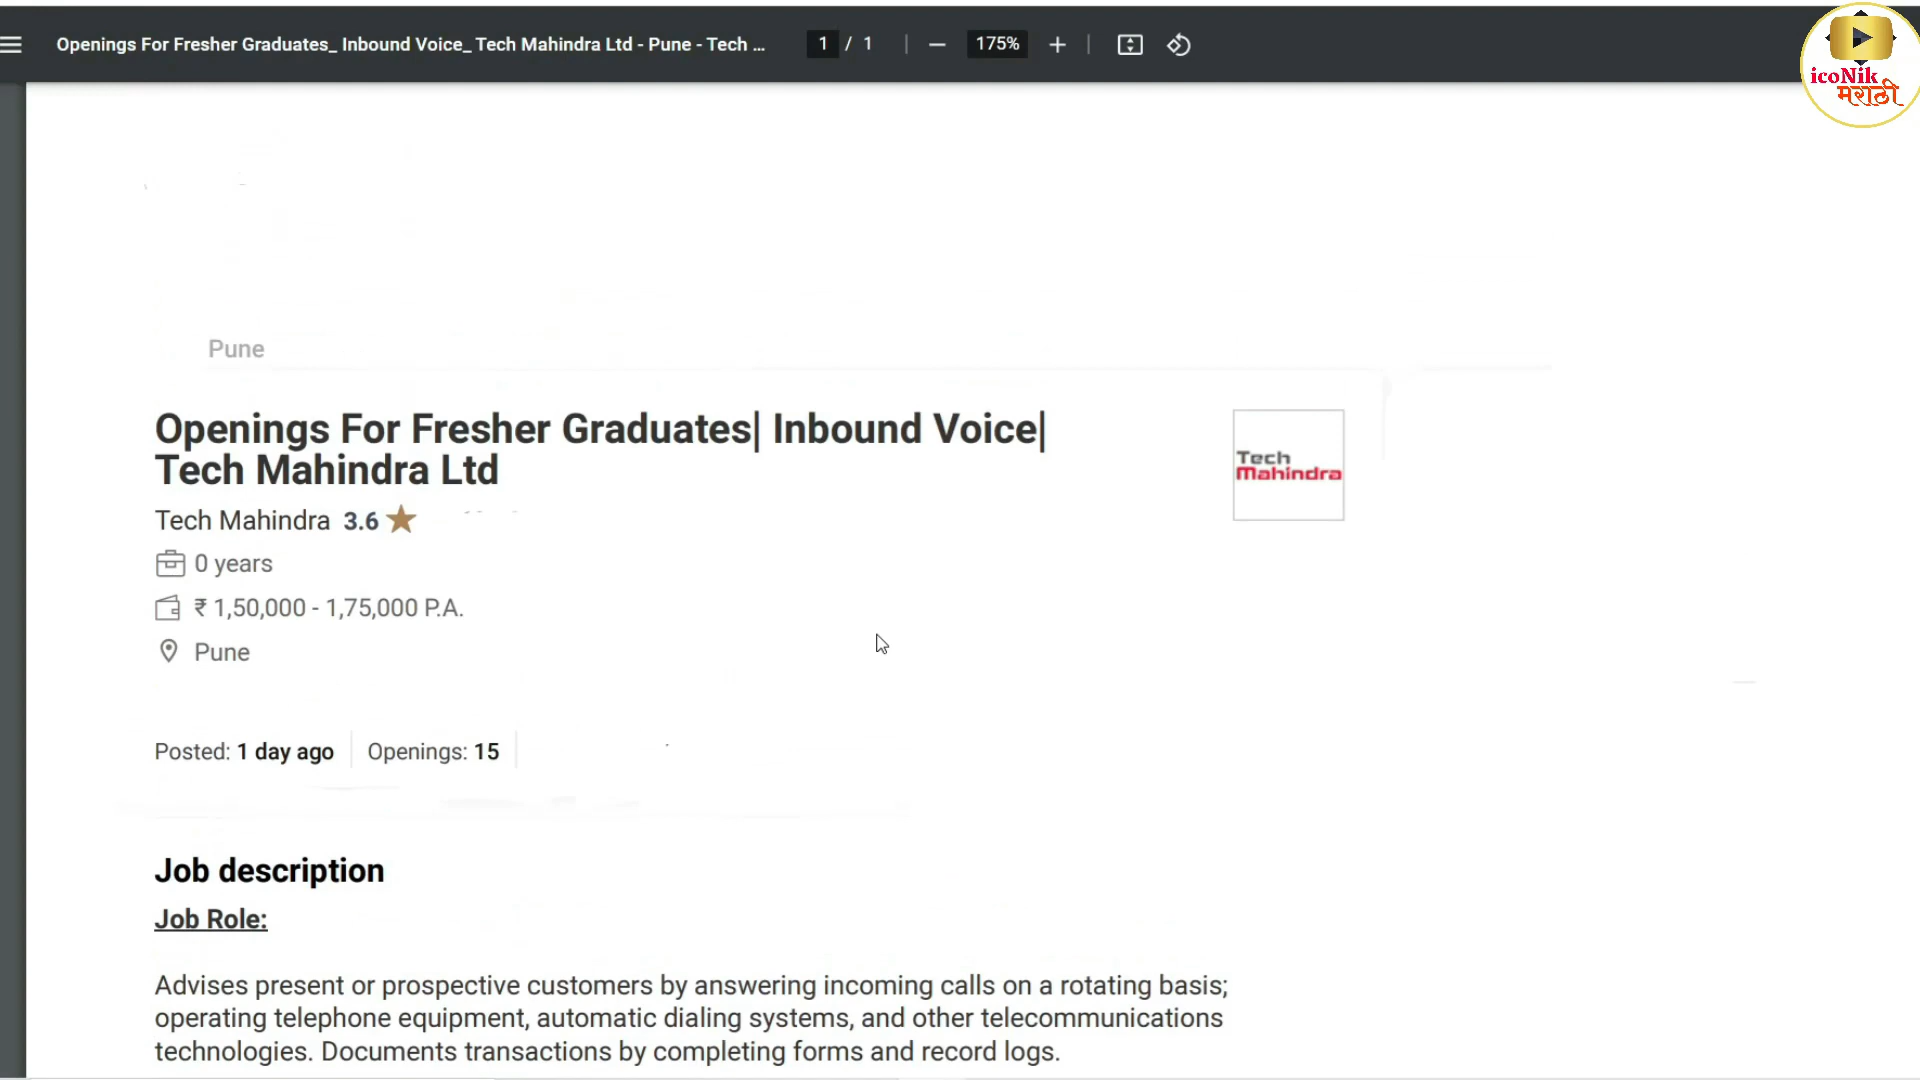 Openings For Fresher Graduates_ Inbound Voice_ Tech Mahindra Ltd - Pune - Tech ...
1 / 1
175%
icoNik
मराठी
Pune
Openings For Fresher Graduates| Inbound Voice|
Tech Mahindra Ltd
Tech
Mahindra
Tech Mahindra 3.6
0 years
₹ 1,50,000 - 1,75,000 P.A.
Pune
Posted: 1 day ago
Openings: 15
Job description
Job Role:
Advises present or prospective customers by answering incoming calls on a rotating basis;
operating telephone equipment, automatic dialing systems, and other telecommunications
technologies. Documents transactions by completing forms and record logs.